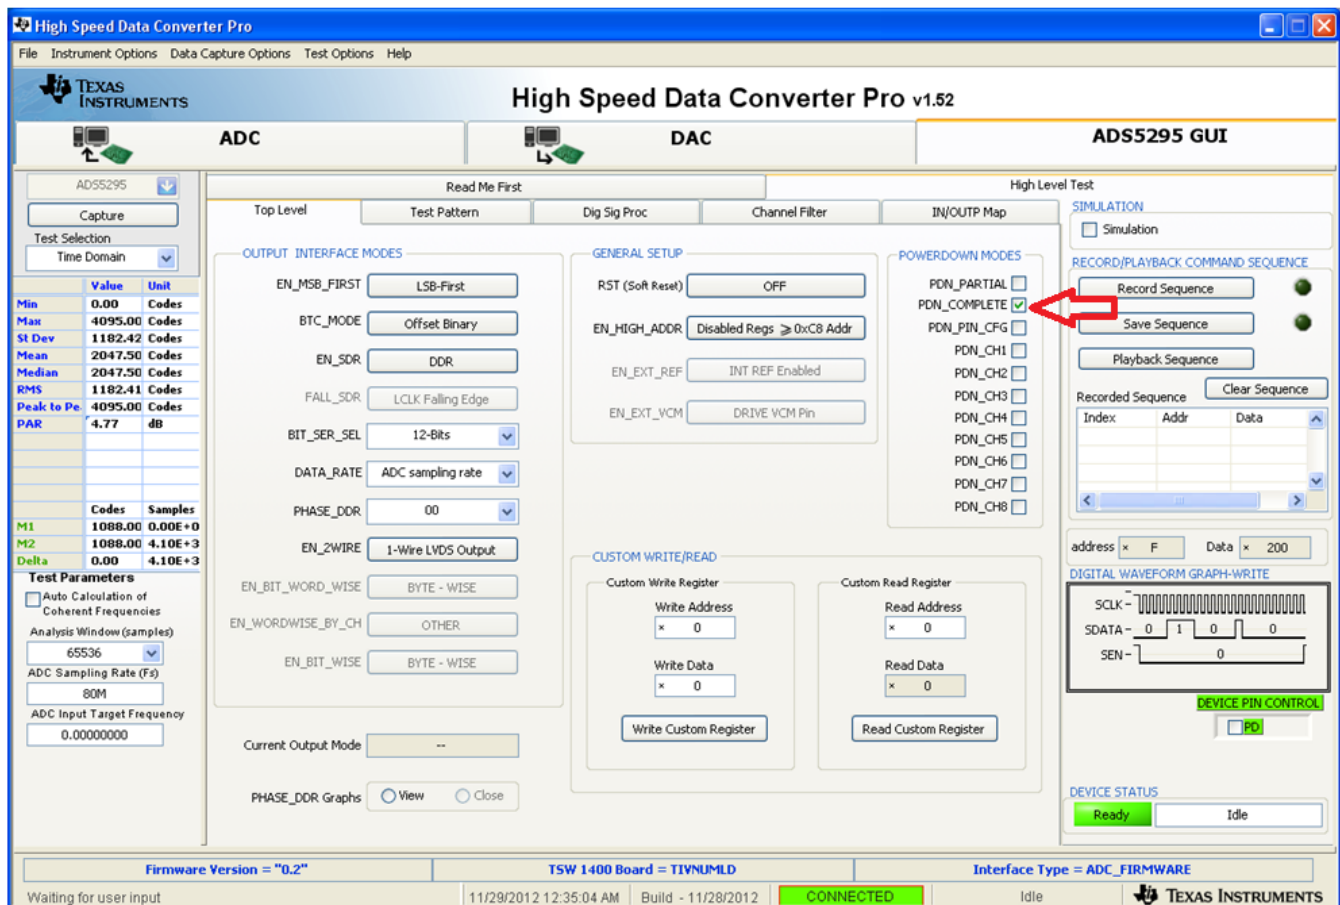 High Speed Data Converter Pro
File Instrument Options Data Capture Options Test Options Help
TEXAS INSTRUMENTS
High Speed Data Converter Pro v1.52
ADC
DAC
ADS5295 GUI
ADS5295
Capture
Test Selection
Time Domain
Value Unit
Min 0.00 Codes
Max 4095.00 Codes
St Dev 1182.42 Codes
Mean 2047.50 Codes
Median 2047.50 Codes
RMS 1182.41 Codes
Peak to Pe. 4095.00 Codes
PAR 4.77 dB
Codes Samples
M1 1088.00 0.00E+0
M2 1088.00 4.10E+3
Delta 0.00 4.10E+3
Test Parameters
Auto Calculation of
Coherent Frequencies
Analysis Window (samples)
65536
ADC Sampling Rate (Fs)
80M
ADC Input Target Frequency
0.00000000
Read Me First
High Level Test
Top Level
Test Pattern
Dig Sig Proc
Channel Filter
IN/OUTP Map
OUTPUT INTERFACE MODES
EN_MSB_FIRST LSB-First
BTC_MODE Offset Binary
EN_SDR DDR
FALL_SDR LCLK Falling Edge
BIT_SER_SEL 12-Bits
DATA_RATE ADC sampling rate
PHASE_DDR 00
EN_2WIRE 1-Wire LVDS Output
EN_BIT_WORD_WISE BYTE - WISE
EN_WORDWISE_BY_CH OTHER
EN_BIT_WISE BYTE - WISE
Current Output Mode --
PHASE_DDR Graphs View Close
GENERAL SETUP
RST (Soft Reset) OFF
EN_HIGH_ADDR Disabled Regs ≥ 0xC8 Addr
EN_EXT_REF INT REF Enabled
EN_EXT_VCM DRIVE VCM Pin
POWERDOWN MODES
PDN_PARTIAL
PDN_COMPLETE
PDN_PIN_CFG
PDN_CH1
PDN_CH2
PDN_CH3
PDN_CH4
PDN_CH5
PDN_CH6
PDN_CH7
PDN_CH8
CUSTOM WRITE/READ
Custom Write Register
Write Address
× 0
Write Data
× 0
Write Custom Register
Custom Read Register
Read Address
× 0
Read Data
× 0
Read Custom Register
SIMULATION
Simulation
RECORD/PLAYBACK COMMAND SEQUENCE
Record Sequence
Save Sequence
Playback Sequence
Clear Sequence
Recorded Sequence
Index Addr Data
address × F Data × 200
DIGITAL WAVEFORM GRAPH-WRITE
SCLK -
SDATA - 0 1 0 0
SEN - 0
DEVICE PIN CONTROL
PD
DEVICE STATUS
Ready Idle
Firmware Version = "0.2"
TSW 1400 Board = TIVNUMLD
Interface Type = ADC_FIRMWARE
Waiting for user input
11/29/2012 12:35:04 AM
Build - 11/28/2012
CONNECTED
Idle
TEXAS INSTRUMENTS